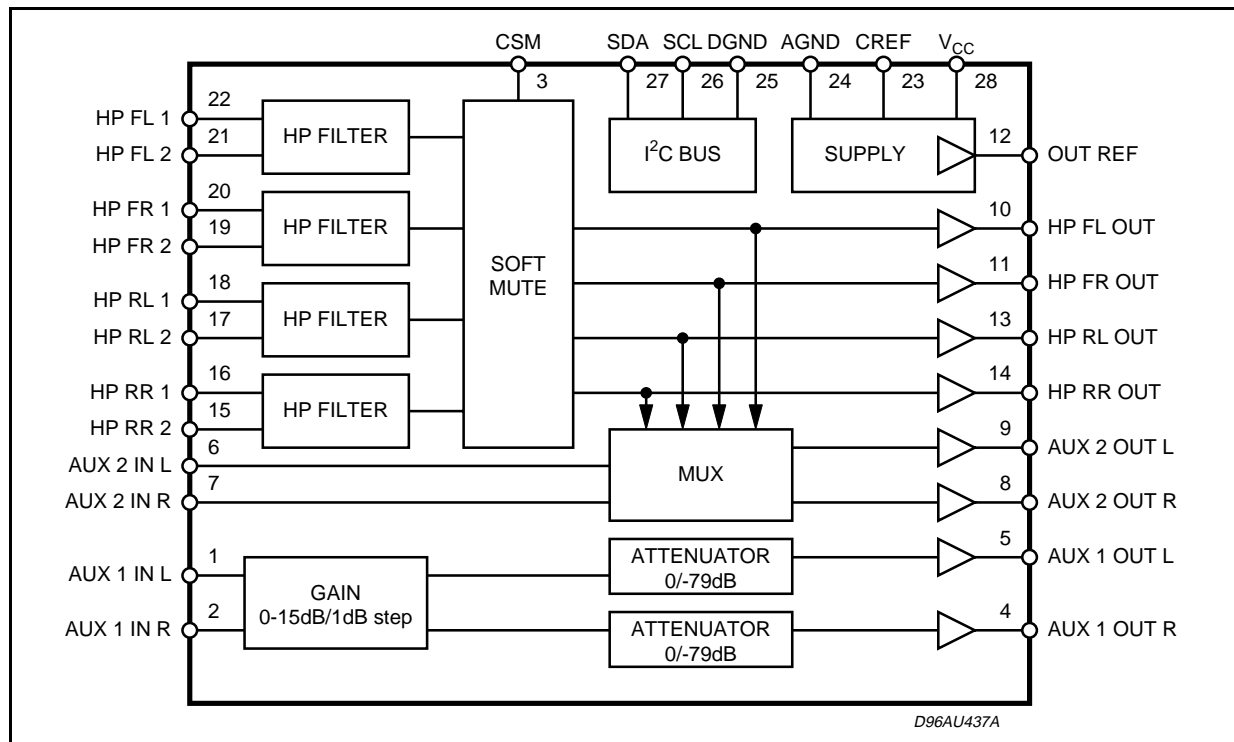 CSM SDA SCL DGND AGND CREF VCC
3 27 26 25 24 23 28
22
HP FL 1
21
HP FL 2
HP FILTER
I2C BUS
SUPPLY
12
OUT REF
20
HP FR 1
19
HP FR 2
HP FILTER
10
HP FL OUT
SOFT
MUTE
11
HP FR OUT
18
HP RL 1
17
HP RL 2
HP FILTER
13
HP RL OUT
16
HP RR 1
15
HP RR 2
HP FILTER
14
HP RR OUT
6
AUX 2 IN L
7
AUX 2 IN R
MUX
9
AUX 2 OUT L
8
AUX 2 OUT R
1
AUX 1 IN L
2
AUX 1 IN R
GAIN
0-15dB/1dB step
ATTENUATOR
0/-79dB
5
AUX 1 OUT L
ATTENUATOR
0/-79dB
4
AUX 1 OUT R
D96AU437A